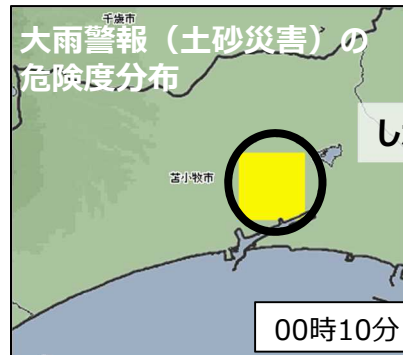 千歳市
大雨警報（土砂災害）の
危険度分布
苫小牧市
00時10分